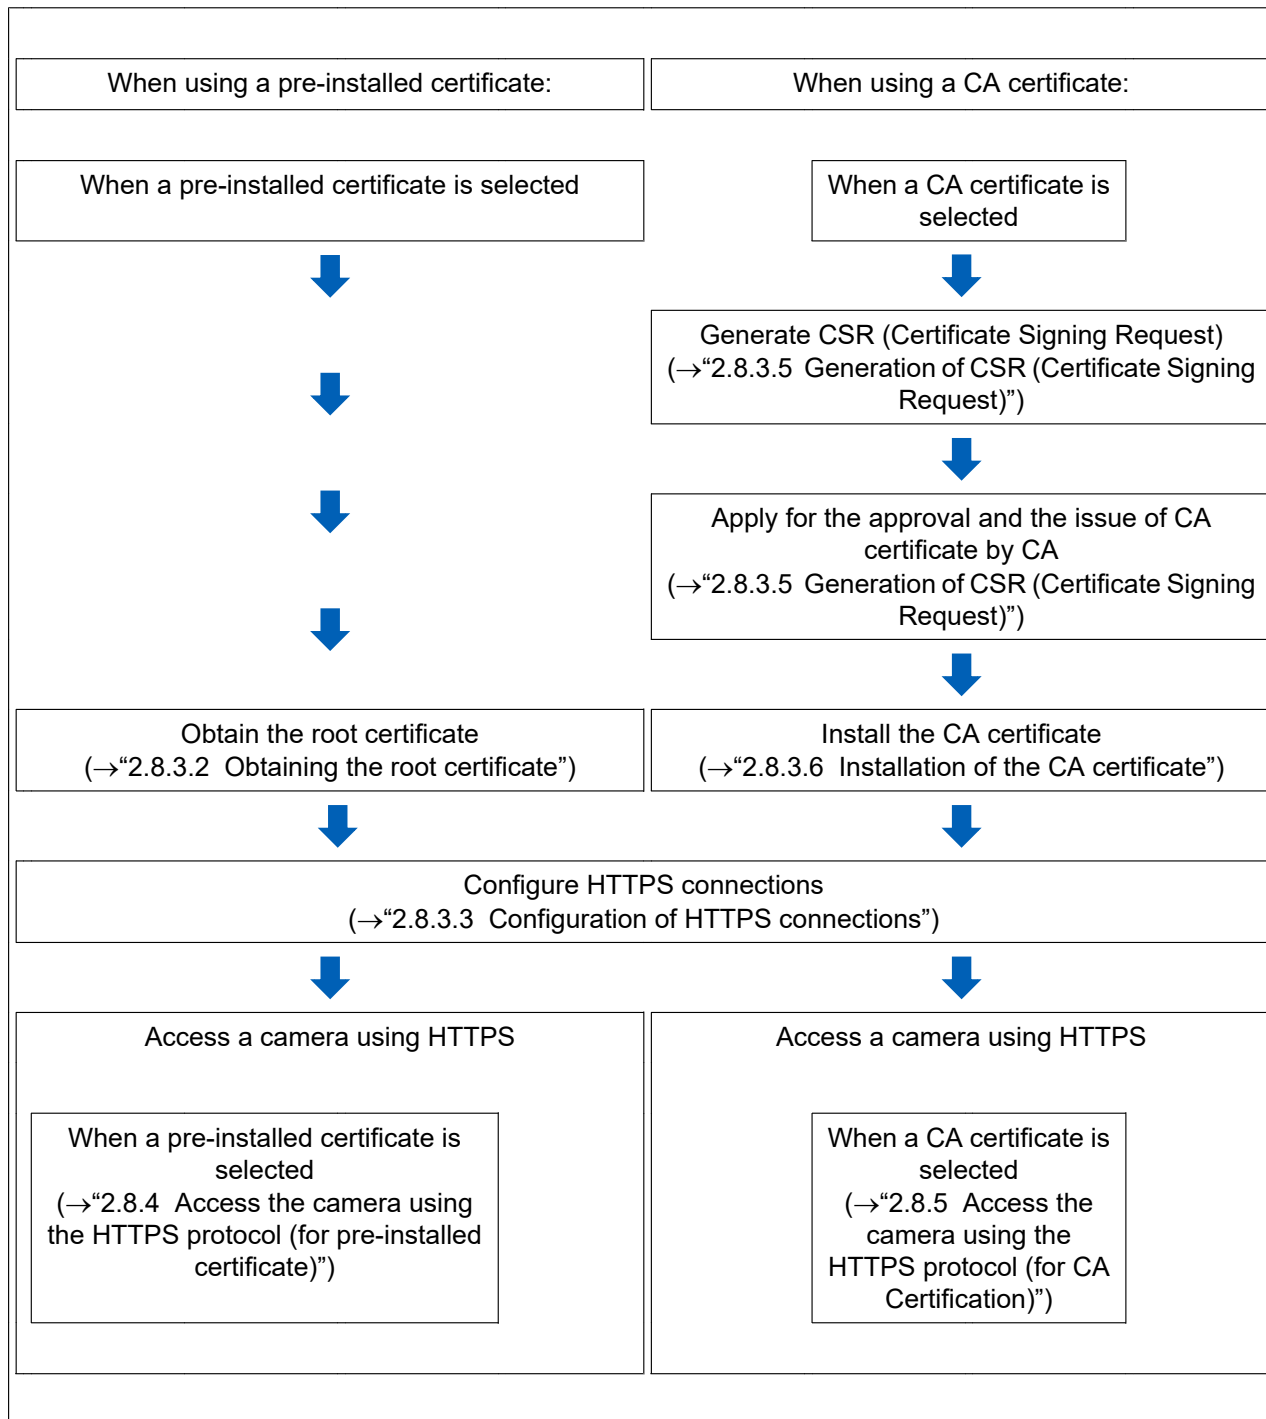 When using a pre-installed certificate:
When using a CA certificate:
When a pre-installed certificate is selected
When a CA certificate is
selected
Generate CSR (Certificate Signing Request)
(→“2.8.3.5 Generation of CSR (Certificate Signing
Request)”)
Apply for the approval and the issue of CA
certificate by CA
(→“2.8.3.5 Generation of CSR (Certificate Signing
Request)”)
Obtain the root certificate
(→“2.8.3.2 Obtaining the root certificate”)
Install the CA certificate
(→“2.8.3.6 Installation of the CA certificate”)
Configure HTTPS connections
(→“2.8.3.3 Configuration of HTTPS connections”)
Access a camera using HTTPS
When a pre-installed certificate is
selected
(→“2.8.4 Access the camera using
the HTTPS protocol (for pre-installed
certificate)”)
Access a camera using HTTPS
When a CA certificate is
selected
(→“2.8.5 Access the
camera using the
HTTPS protocol (for CA
Certification)”)